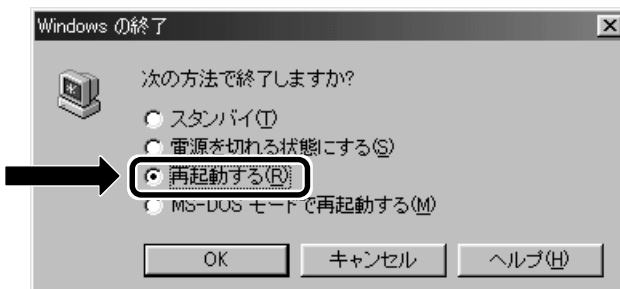 Windows の終了
次の方法で終了しますか?
スタンバイ(T)
電源を切れる状態にする(S)
再起動する(R)
MS-DOS モードで再起動する(M)
OK キャンセル ヘルプ(H)